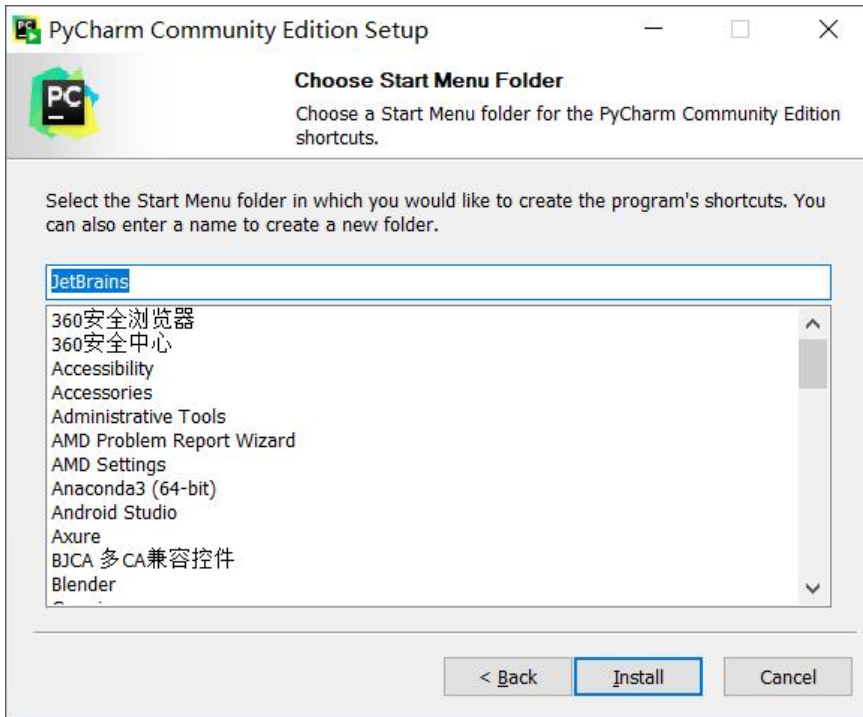 PyCharm Community Edition Setup
PC
Choose Start Menu Folder
Choose a Start Menu folder for the PyCharm Community Edition
shortcuts.
Select the Start Menu folder in which you would like to create the program's shortcuts. You
can also enter a name to create a new folder.
JetBrains
360安全浏览器
360安全中心
Accessibility
Accessories
Administrative Tools
AMD Problem Report Wizard
AMD Settings
Anaconda3 (64-bit)
Android Studio
Axure
BJCA 多CA兼容控件
Blender
< Back
Install
Cancel